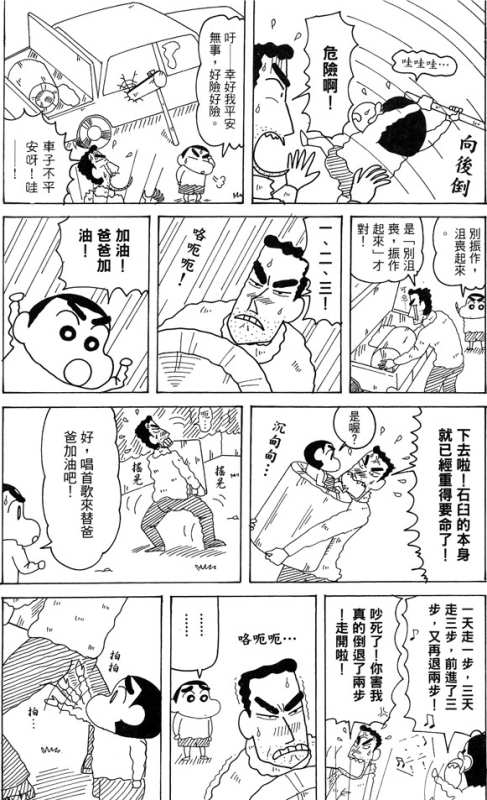 哇哇哇…
危險啊！
向後倒
吁　幸好我平安
無事，好險好險。
車子不平
安呀！哇
——！
別振作，
沮喪起來
。
是「別沮
喪，振作
起來」才
對！
一、二、三！
咯呃呃！
加油！
爸爸加
油！
下去啦！石臼的本身
就已經重得要命了！
是喔？
沉甸甸…
呃…
搖晃
搖晃
好，唱首歌來替爸
爸加油吧！
一天走一步，三天
走三步，前進了三
步，又再退兩步！
吵死了！你害我
真的倒退了兩步
！走開啦！
咯呃呃…
……
拍
拍
拍…